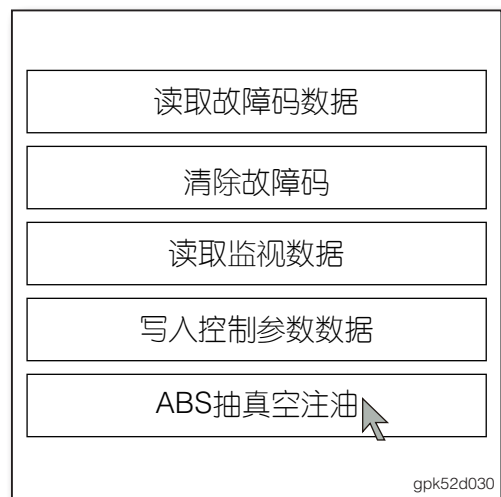 读取故障码数据
清除故障码
读取监视数据
写入控制参数数据
ABS抽真空注油
gpk52d030